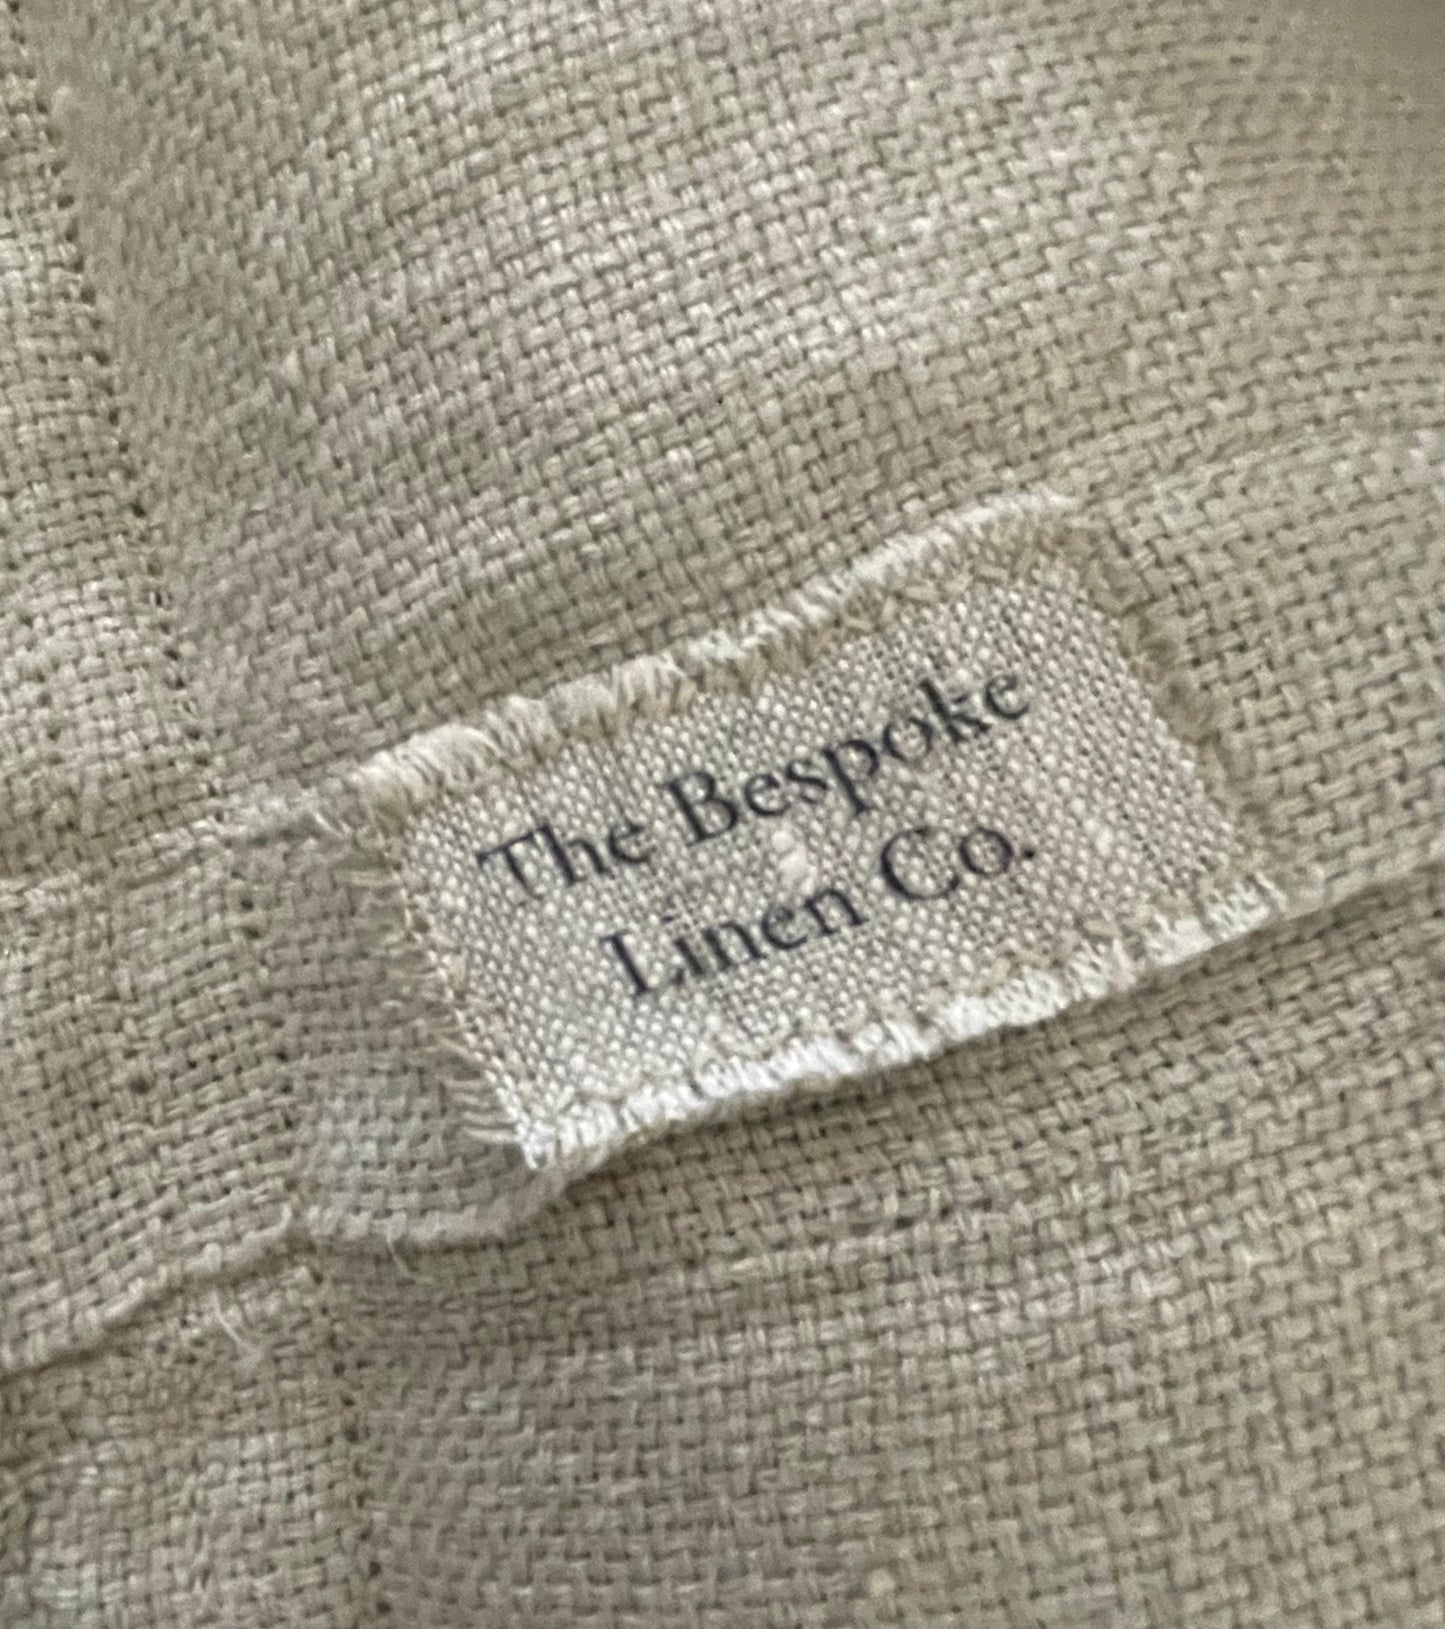 The Bespoke
Linen Co.